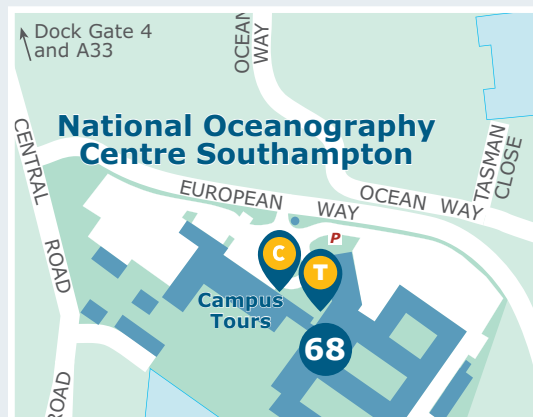 Dock Gate 4
and A33
OCEAN
WAY
National Oceanography
Centre Southampton
CENTRAL
ROAD
TASMAN
CLOSE
EUROPEAN WAY
OCEAN WAY
P
C
T
Campus
Tours
68
ROAD